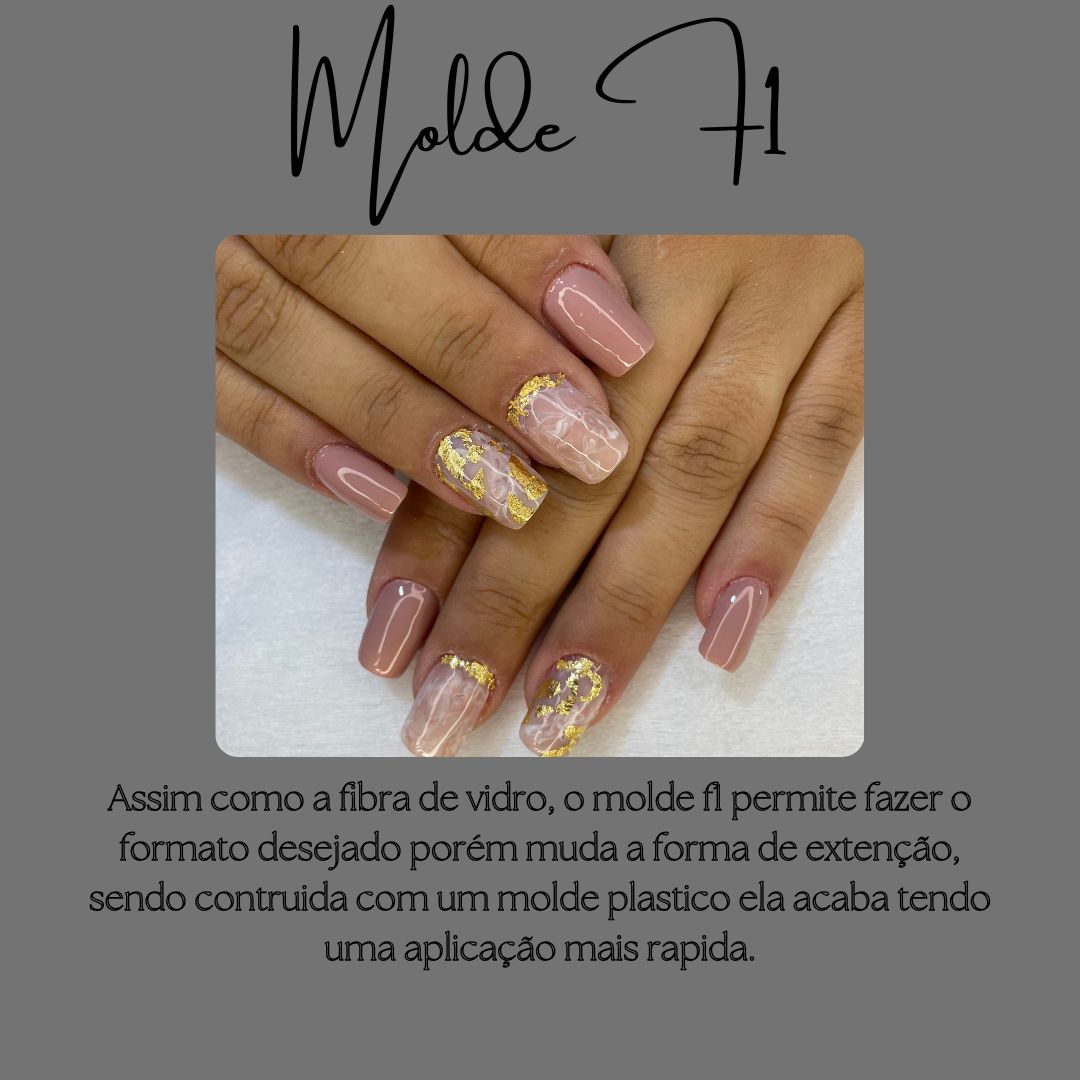 Molde F1
Assim como a fibra de vidro, o molde f1 permite fazer o
formato desejado porém muda a forma de extenção,
sendo contruida com um molde plastico ela acaba tendo
uma aplicação mais rapida.